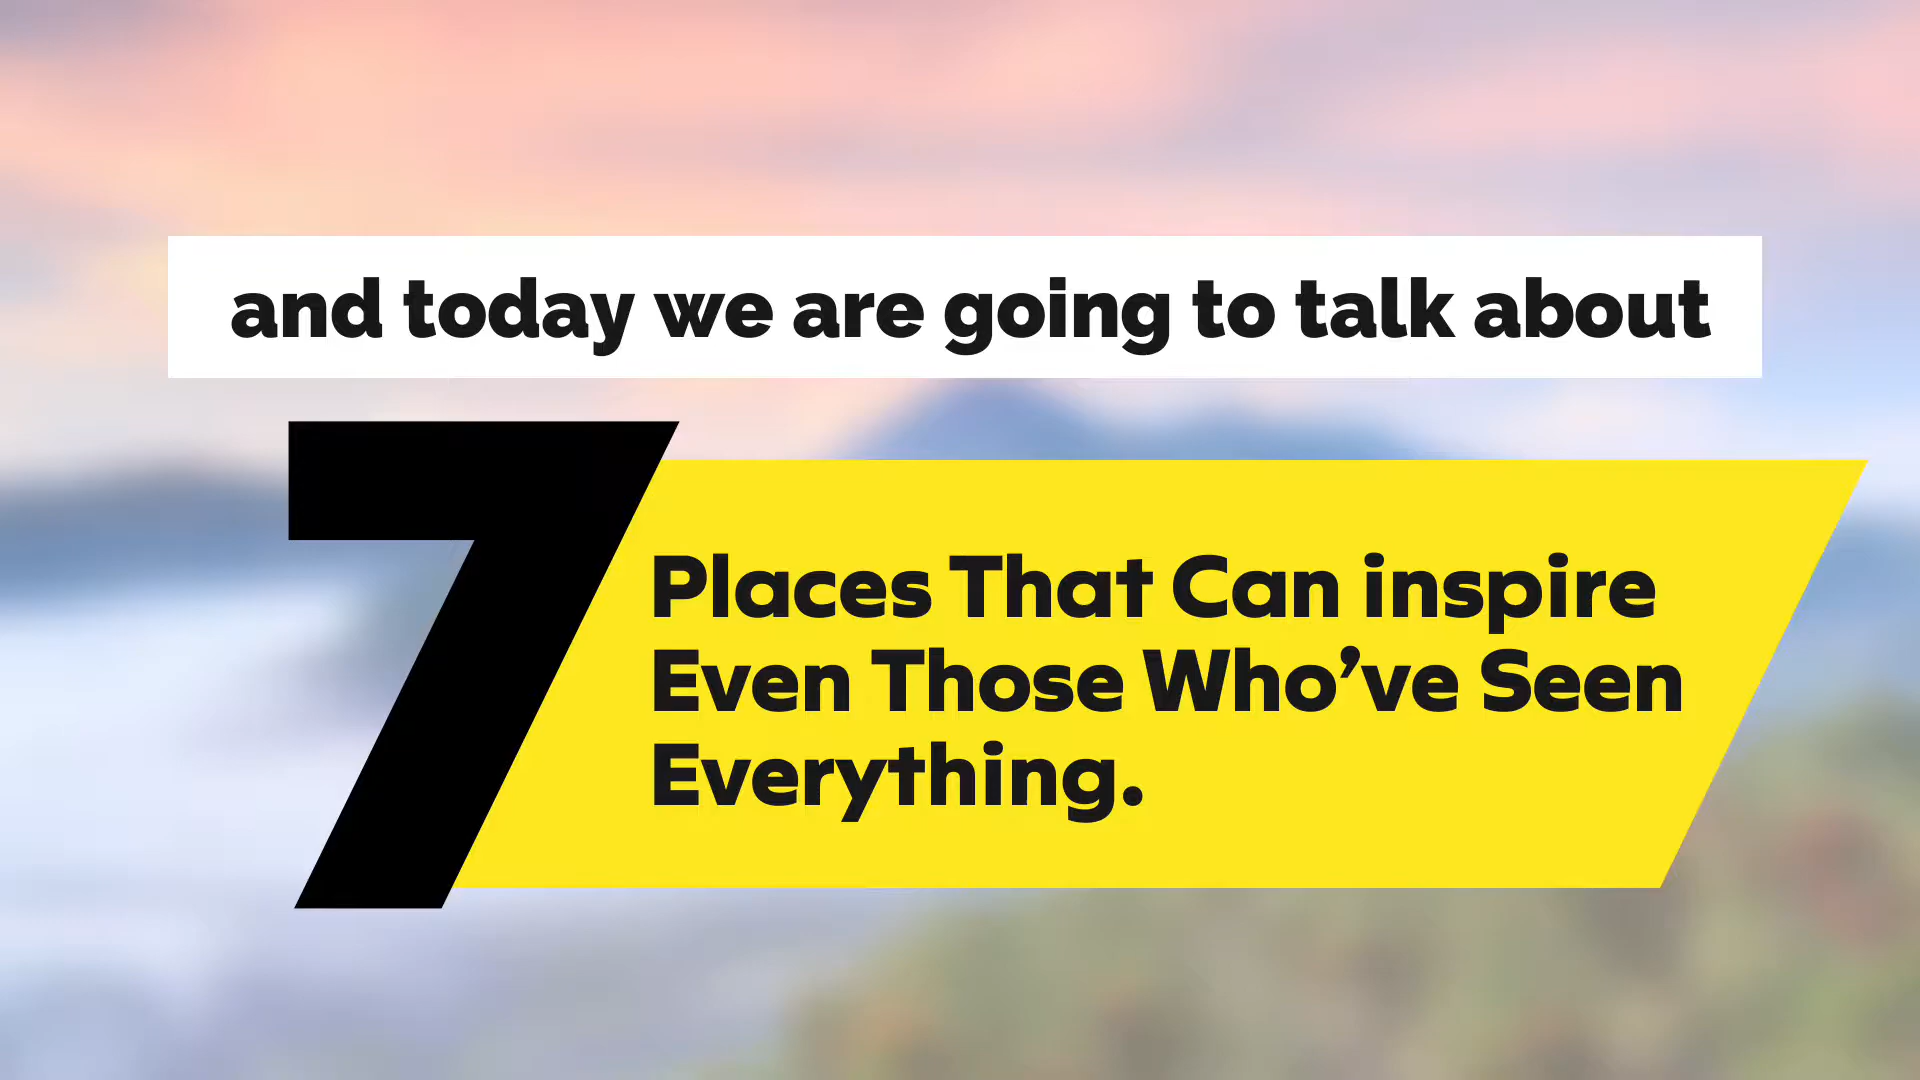 and today we are going to talk about
7
Places That Can inspire
Even Those Who’ve Seen
Everything.